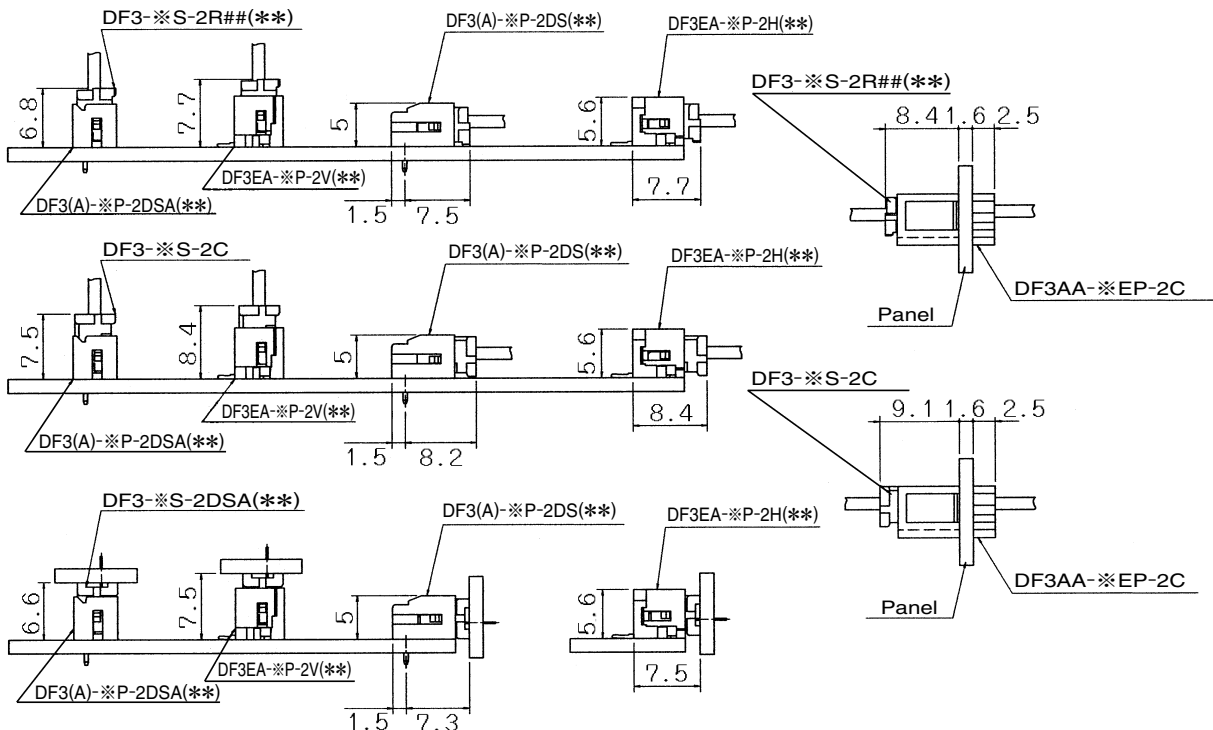 DF3-※S-2R##(**)
DF3(A)-※P-2DS(**)
DF3EA-※P-2H(**)
DF3-※S-2R##(**)
6.8
7.7
5
5.6
8.4
1.6
2.5
DF3EA-※P-2V(**)
DF3(A)-※P-2DSA(**)
1.5
7.5
7.7
DF3AA-※EP-2C
Panel
DF3-※S-2C
DF3(A)-※P-2DS(**)
DF3EA-※P-2H(**)
7.5
8.4
5
5.6
DF3-※S-2C
DF3EA-※P-2V(**)
DF3(A)-※P-2DSA(**)
1.5
8.2
8.4
9.1
1.6
2.5
DF3-※S-2DSA(**)
DF3(A)-※P-2DS(**)
DF3EA-※P-2H(**)
6.6
7.5
5
5.6
DF3AA-※EP-2C
Panel
DF3EA-※P-2V(**)
DF3(A)-※P-2DSA(**)
1.5
7.3
7.5